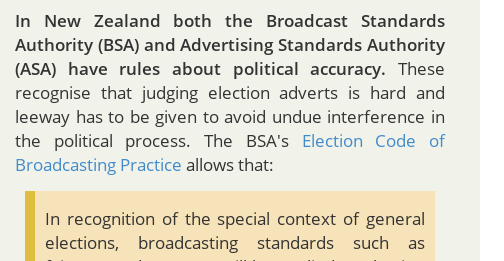 In New Zealand both the Broadcast Standards
Authority (BSA) and Advertising Standards Authority
(ASA) have rules about political accuracy. These
recognise that judging election adverts is hard and
leeway has to be given to avoid undue interference in
the political process. The BSA's Election Code of
Broadcasting Practice allows that:
In recognition of the special context of general
elections, broadcasting standards such as